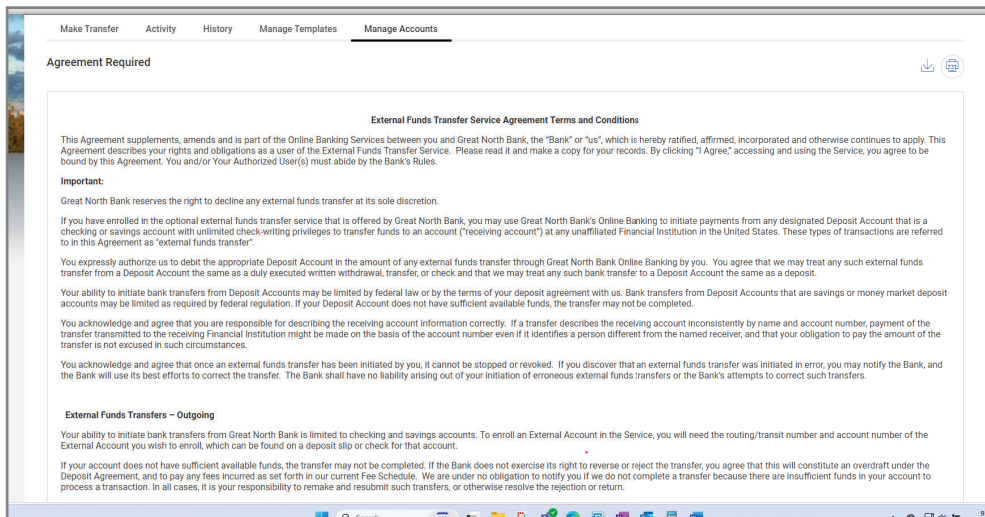 Make Transfer Activity History Manage Templates Manage Accounts
Agreement Required
External Funds Transfer Service Agreement Terms and Conditions
This Agreement supplements, amends and is part of the Online Banking Services between you and Great North Bank, the "Bank" or "us", which is hereby ratified, affirmed, incorporated and otherwise continues to apply. This
Agreement describes your rights and obligations as a user of the External Funds Transfer Service. Please read it and make a copy for your records. By clicking "I Agree," accessing and using the Service, you agree to be
bound by this Agreement. You and/or Your Authorized User(s) must abide by the Bank's Rules.
Important:
Great North Bank reserves the right to decline any external funds transfer at its sole discretion.
If you have enrolled in the optional external funds transfer service that is offered by Great North Bank, you may use Great North Bank's Online Banking to initiate payments from any designated Deposit Account that is a
checking or savings account with unlimited check-writing privileges to transfer funds to an account ("receiving account") at any unaffiliated Financial Institution in the United States. These types of transactions are referred
to in this Agreement as "external funds transfer".
You expressly authorize us to debit the appropriate Deposit Account in the amount of any external funds transfer through Great North Bank Online Banking by you. You agree that we may treat any such external funds
transfer from a Deposit Account the same as a duly executed written withdrawal, transfer, or check and that we may treat any such bank transfer to a Deposit Account the same as a deposit.
Your ability to initiate bank transfers from Deposit Accounts may be limited by federal law or by the terms of your deposit agreement with us. Bank transfers from Deposit Accounts that are savings or money market deposit
accounts may be limited as required by federal regulation. If your Deposit Account does not have sufficient available funds, the transfer may not be completed.
You acknowledge and agree that you are responsible for describing the receiving account information correctly. If a transfer describes the receiving account inconsistently by name and account number, payment of the
transfer transmitted to the receiving Financial Institution might be made on the basis of the account number even if it identifies a person different from the named receiver, and that your obligation to pay the amount of the
transfer is not excused in such circumstances.
You acknowledge and agree that once an external funds transfer has been initiated by you, it cannot be stopped or revoked. If you discover that an external funds transfer was initiated in error, you may notify the Bank, and
the Bank will use its best efforts to correct the transfer. The Bank shall have no liability arising out of your initiation of erroneous external funds transfers or the Bank's attempts to correct such transfers.
External Funds Transfers – Outgoing
Your ability to initiate bank transfers from Great North Bank is limited to checking and savings accounts. To enroll an External Account in the Service, you will need the routing/transit number and account number of the
External Account you wish to enroll, which can be found on a deposit slip or check for that account.
If your account does not have sufficient available funds, the transfer may not be completed. If the Bank does not exercise its right to reverse or reject the transfer, you agree that this will constitute an overdraft under the
Deposit Agreement, and to pay any fees incurred as set forth in our current Fee Schedule. We are under no obligation to notify you if we do not complete a transfer because there are insufficient funds in your account to
process a transaction. In all cases, it is your responsibility to remake and resubmit such transfers, or otherwise resolve the rejection or return.